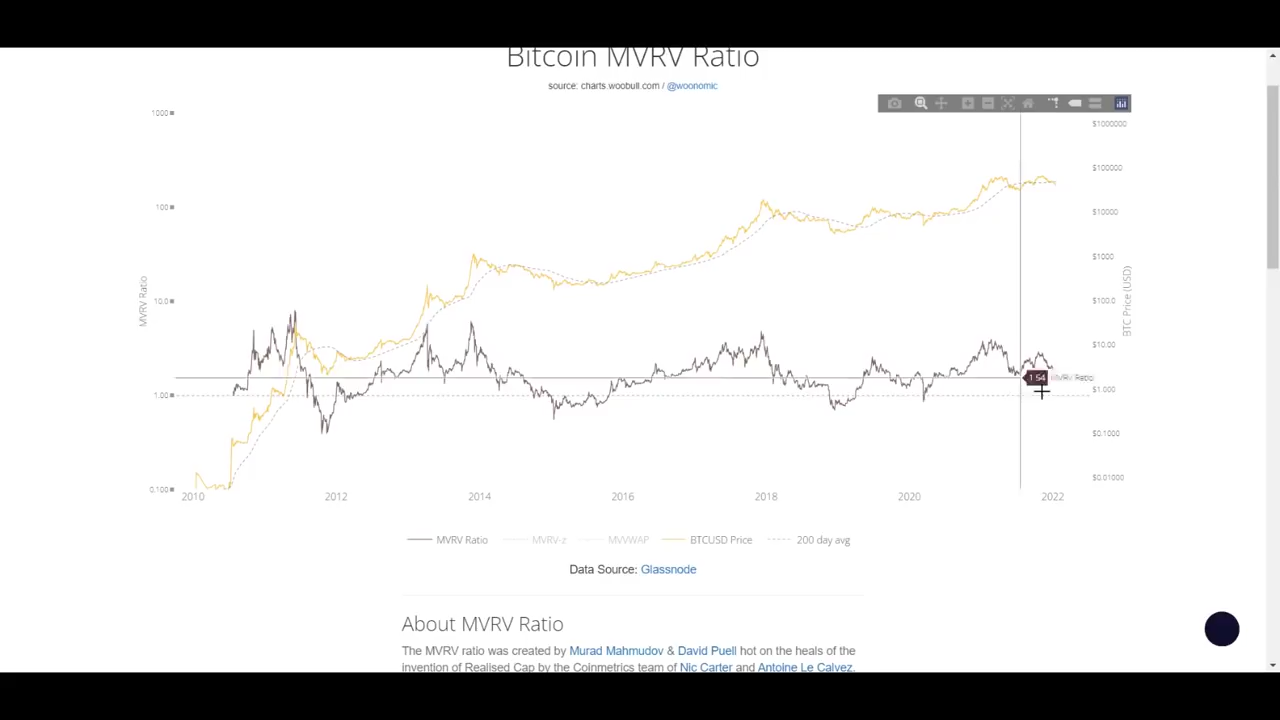 Bitcoin MVRV Ratio
source: charts.woobull.com / @woonomic
1000
100
10.0
1.00
0.100
MVRV Ratio
$1000000
$100000
$10000
$1000
$100.0
$10.00
$1.000
$0.1000
$0.01000
BTC Price (USD)
1.54
MVRV Ratio
2010
2012
2014
2016
2018
2020
2022
MVRV Ratio
MVRV-z
MVVWAP
BTCUSD Price
200 day avg
Data Source: Glassnode
About MVRV Ratio
The MVRV ratio was created by Murad Mahmudov & David Puell hot on the heals of the
invention of Realised Cap by the Coinmetrics team of Nic Carter and Antoine Le Calvez.